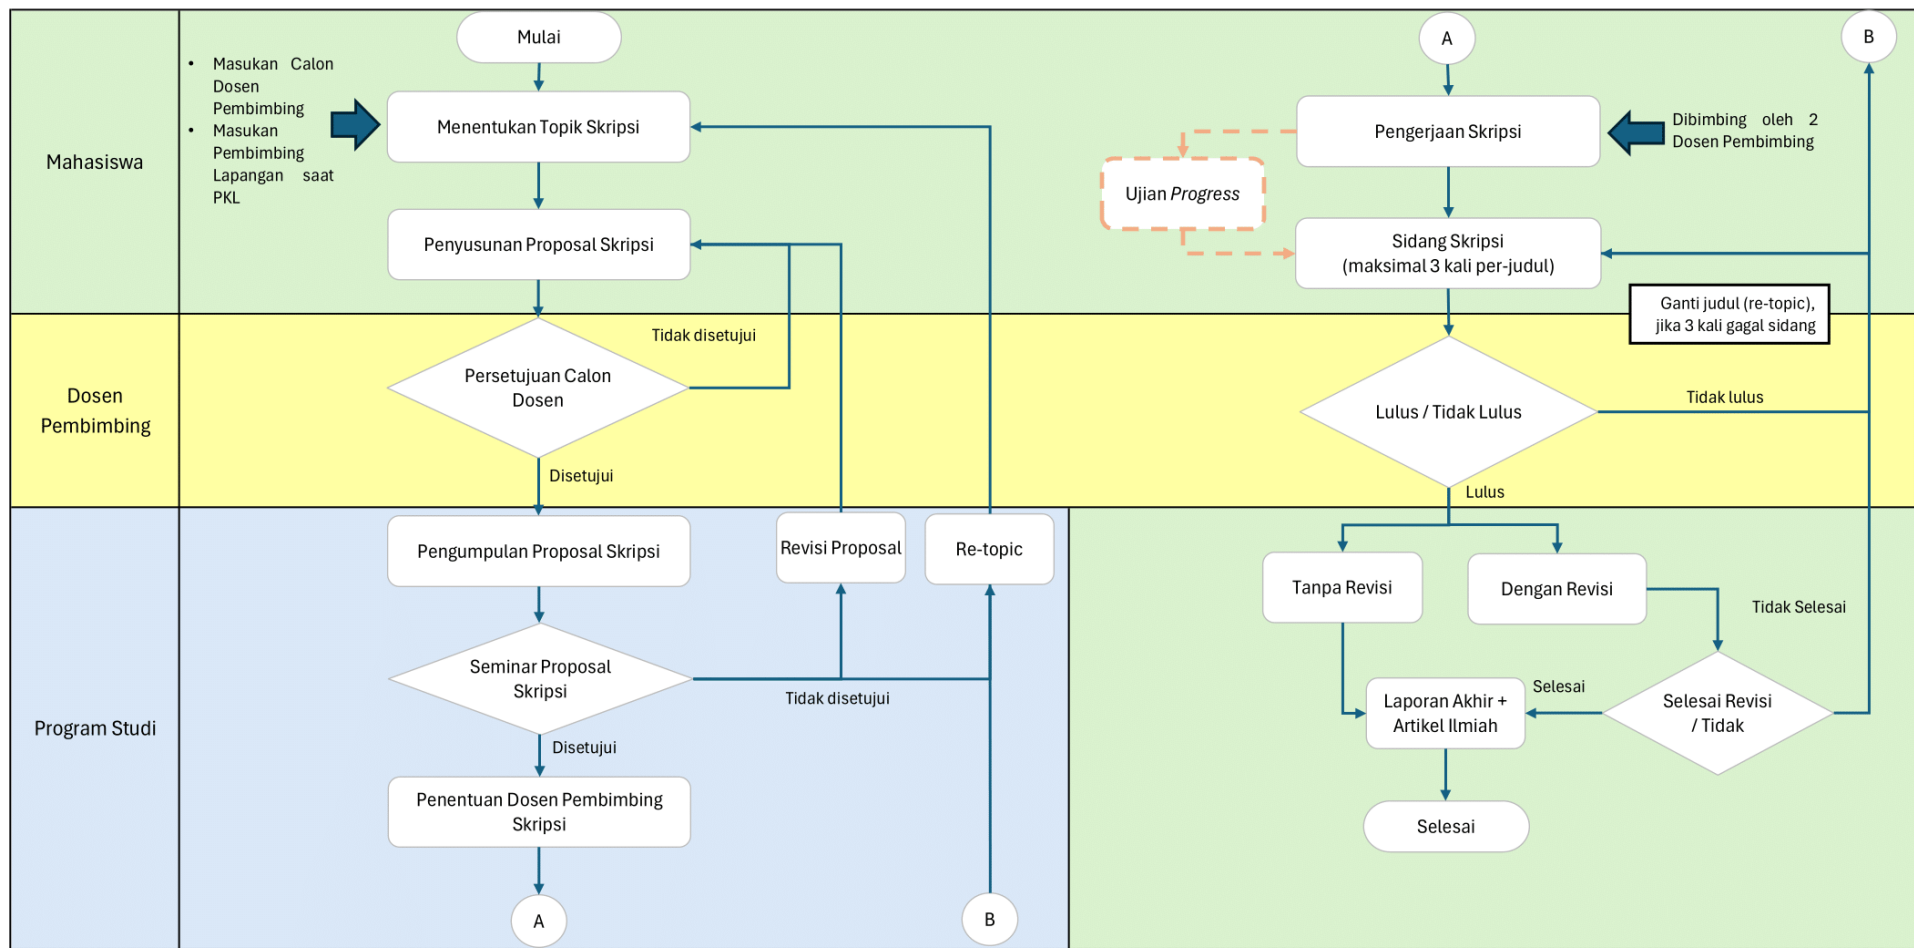 Mahasiswa
Mulai
• Masukan Calon
Dosen
Pembimbing
• Masukan
Pembimbing
Lapangan saat
PKL
Menentukan Topik Skripsi
Penyusunan Proposal Skripsi
A
B
Pengerjaan Skripsi
Dibimbing oleh 2
Dosen Pembimbing
Ujian Progress
Sidang Skripsi
(maksimal 3 kali per-judul)
Ganti judul (re-topic),
jika 3 kali gagal sidang
Dosen
Pembimbing
Tidak disetujui
Persetujuan Calon
Dosen
Disetujui
Lulus / Tidak Lulus
Tidak lulus
Lulus
Program Studi
Pengumpulan Proposal Skripsi
Revisi Proposal
Re-topic
Seminar Proposal
Skripsi
Tidak disetujui
Disetujui
Penentuan Dosen Pembimbing
Skripsi
A
B
Tanpa Revisi
Dengan Revisi
Tidak Selesai
Laporan Akhir +
Artikel Ilmiah
Selesai
Selesai Revisi
/ Tidak
Selesai